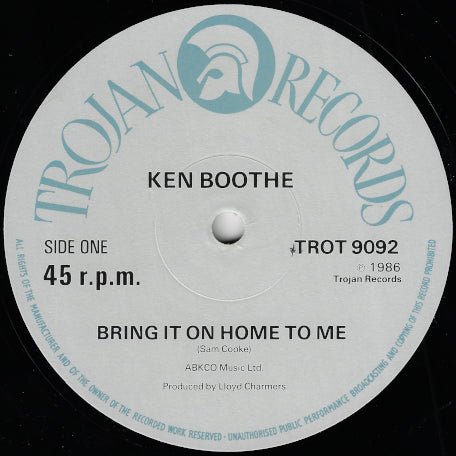 TROJAN RECORDS
KEN BOOTHE
SIDE ONE
45 r.p.m.
TROT 9092
℗ 1986
Trojan Records
BRING IT ON HOME TO ME
(Sam Cooke)
ABKCO Music Ltd.
Produced by Lloyd Charmers
ALL RIGHTS OF THE MANUFACTURER AND OF THE OWNER OF THE RECORDED WORK RESERVED · UNAUTHORISED PUBLIC PERFORMANCE BROADCASTING AND COPYING OF THIS RECORD PROHIBITED